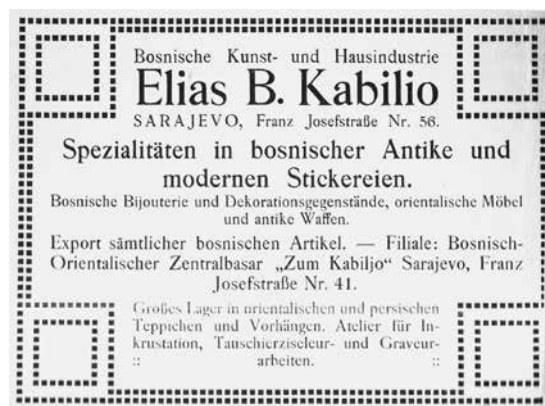 Bosnische Kunst- und Hausindustrie
Elias B. Kabilio
SARAJEVO, Franz Josefstraße Nr. 56.
Spezialitäten in bosnischer Antike und
modernen Stickereien.
Bosnische Bijouterie und Dekorationsgegenstände, orientalische Möbel
und antike Waffen.
Export sämtlicher bosnischen Artikel. — Filiale: Bosnisch-
Orientalischer Zentralbasar „Zum Kabiljo“ Sarajevo, Franz
Josefstraße Nr. 41.
Großes Lager in orientalischen und persischen
Teppichen und Vorhängen. Atelier für In-
krustation, Tauschierziseleur- und Graveur-
:: arbeiten. ::